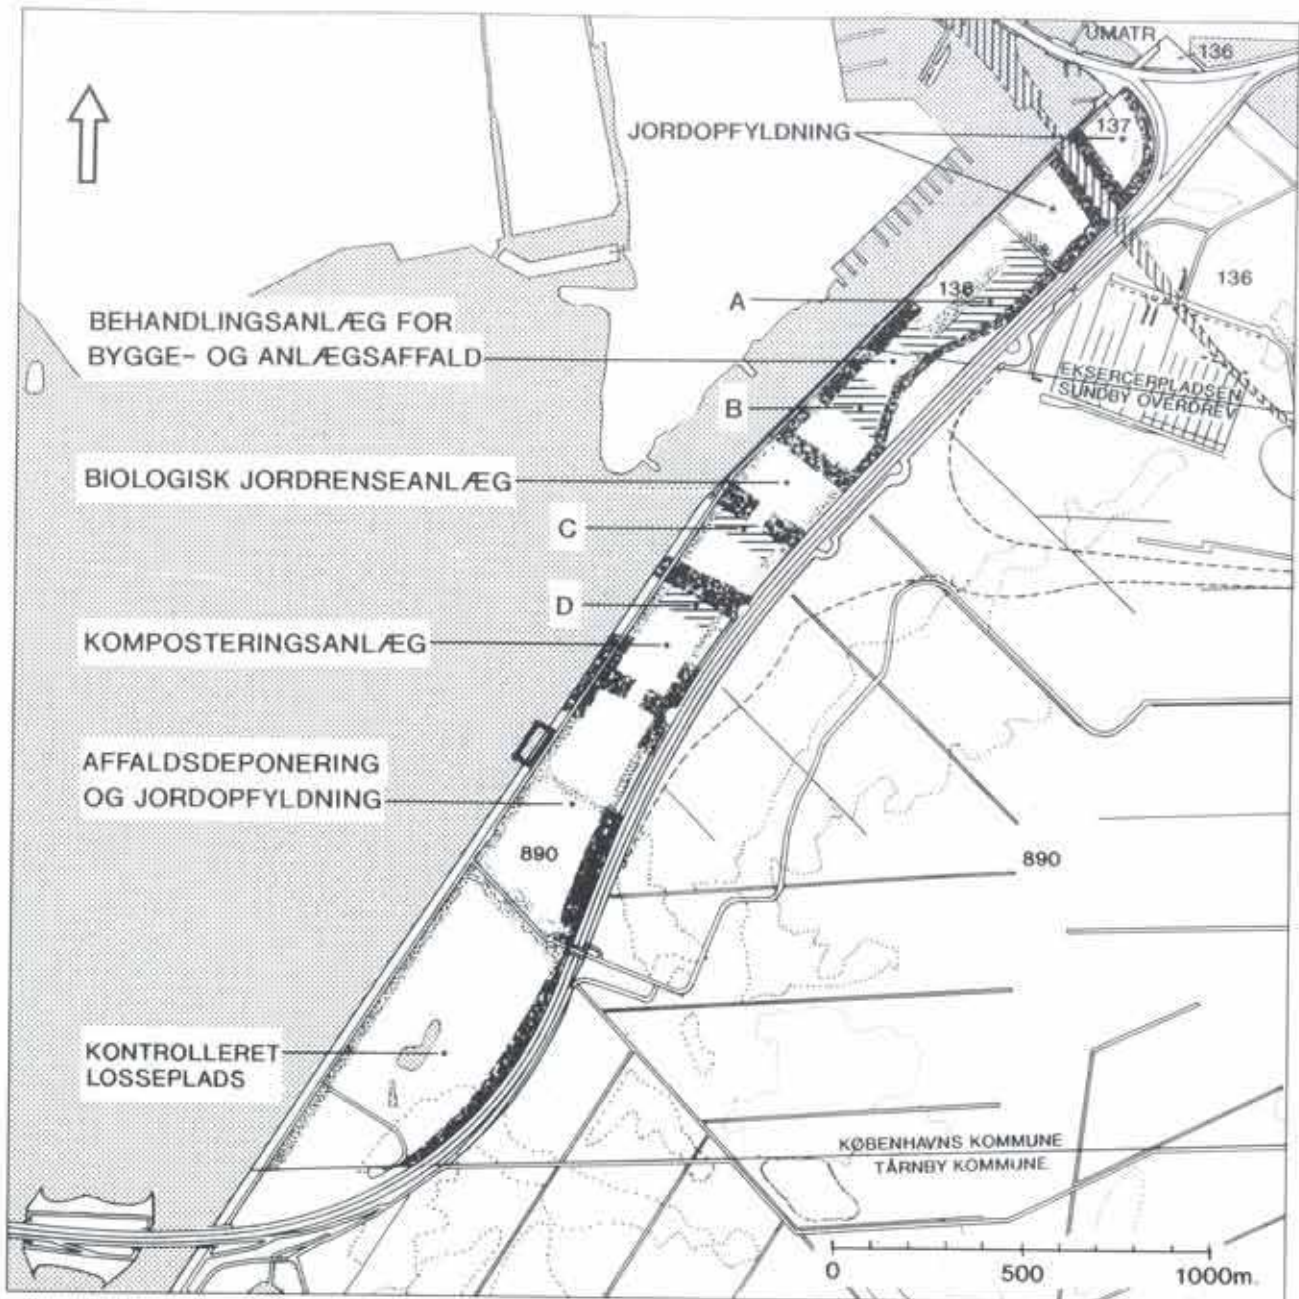 UMATR
136
137
JORDOPFYLDNING
136
138
A
BEHANDLINGSANLÆG FOR
BYGGE- OG ANLÆGSAFFALD
EKSERCERPLADSEN
SUNDBY OVERDREV
B
BIOLOGISK JORDRENSEANLÆG
C
D
KOMPOSTERINGSANLÆG
AFFALDSDEPONERING
OG JORDOPFYLDNING
890
890
KONTROLLERET
LOSSEPLADS
KØBENHAVNS KOMMUNE
TÅRNBY KOMMUNE
0 500 1000m.